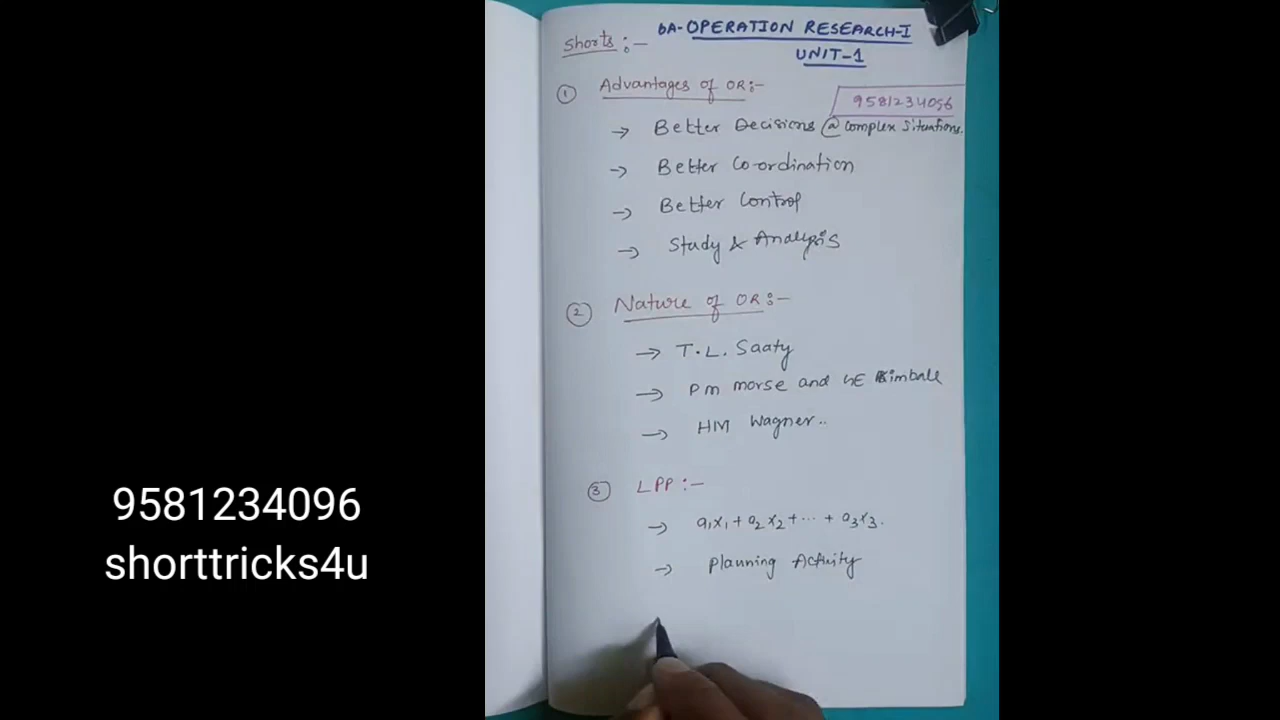 6A-OPERATION RESEARCH-I
Shorts:-
UNIT-1
① Advantages of OR:-
9581234096
→ Better Decisions @ complex situations.
→ Better Co-ordination
→ Better Control
→ Study & Analysis
② Nature of OR:-
→ T.L. Saaty
→ PM morse and GE Kimball
→ HM Wagner..
③ LPP:-
→ a₁x₁ + a₂x₂ + ... + a₃x₃.
→ Planning Activity
9581234096
shorttricks4u